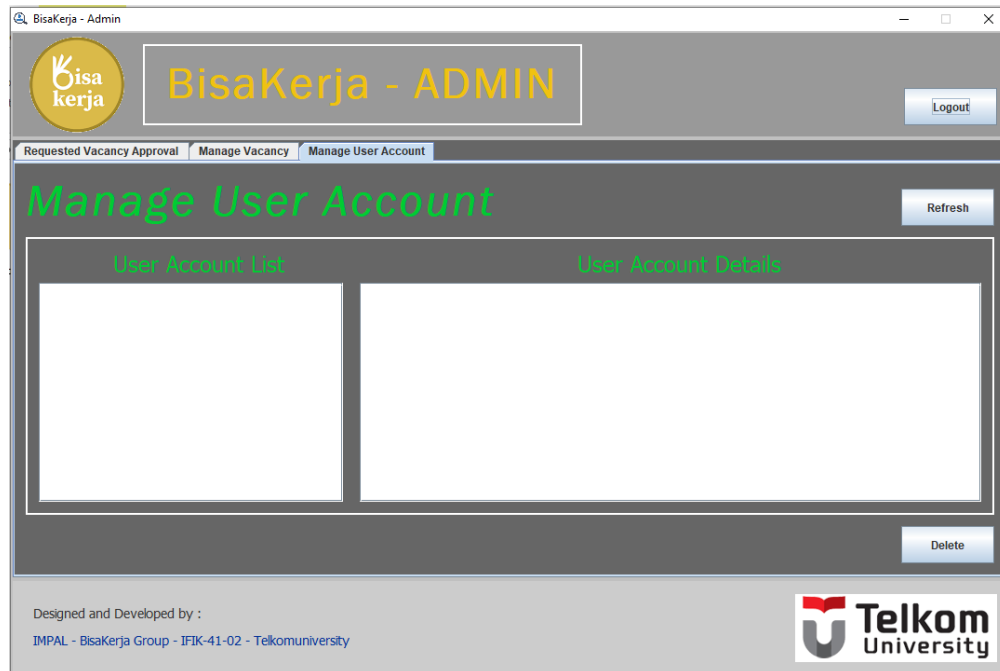 BisaKerja - Admin
Bisa
kerja
BisaKerja - ADMIN
Logout
Requested Vacancy Approval
Manage Vacancy
Manage User Account
Manage User Account
Refresh
User Account List
User Account Details
Delete
Designed and Developed by :
IMPAL - BisaKerja Group - IFIK-41-02 - Telkomuniversity
Telkom
University